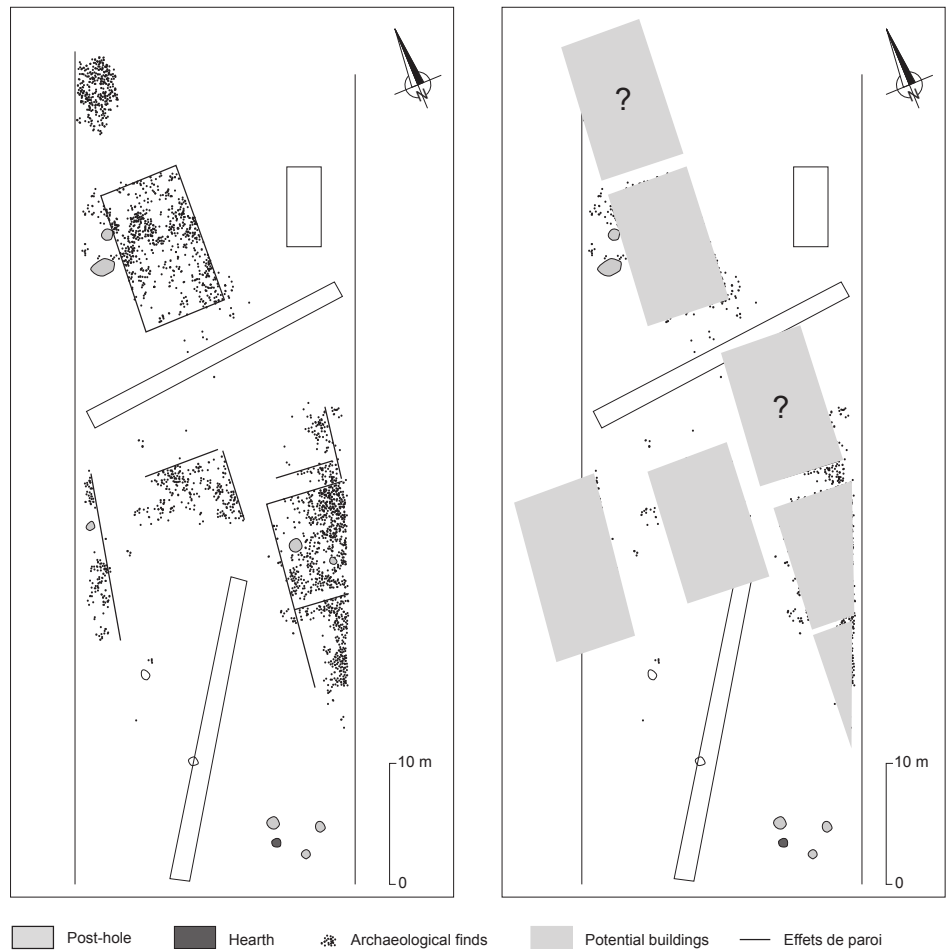 N
10 m
0
?
?
N
10 m
0
Post-hole
Hearth
Archaeological finds
Potential buildings
Effets de paroi